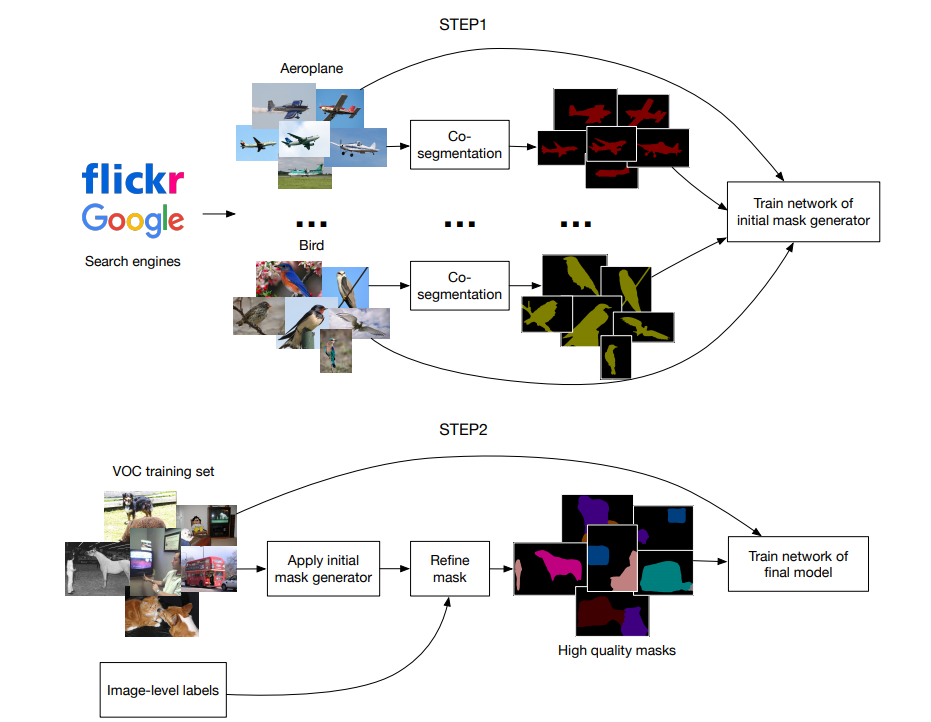 STEP1
Aeroplane
Co-
segmentation
flickr
Google
Search engines
Train network of
initial mask generator
...
...
...
Bird
Co-
segmentation
STEP2
VOC training set
Apply initial
mask generator
Refine
mask
Train network of
final model
High quality masks
Image-level labels